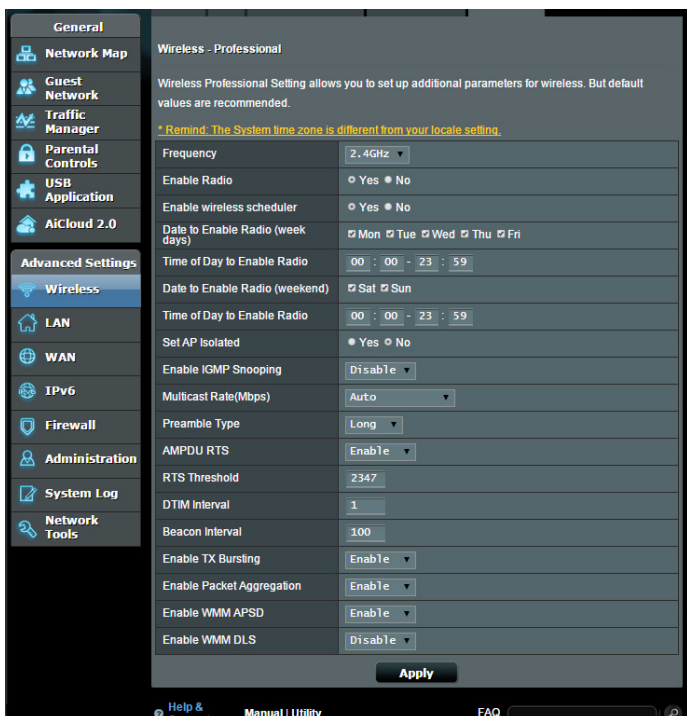 General
Network Map
Guest
Network
Traffic
Manager
Parental
Controls
USB
Application
AiCloud 2.0
Advanced Settings
Wireless
LAN
WAN
IPv6
Firewall
Administration
System Log
Network
Tools
Wireless - Professional
Wireless Professional Setting allows you to set up additional parameters for wireless. But default
values are recommended.
* Remind: The System time zone is different from your locale setting.
Frequency 2.4GHz
Enable Radio Yes No
Enable wireless scheduler Yes No
Date to Enable Radio (week
days) Mon Tue Wed Thu Fri
Time of Day to Enable Radio 00 : 00 - 23 : 59
Date to Enable Radio (weekend) Sat Sun
Time of Day to Enable Radio 00 : 00 - 23 : 59
Set AP Isolated Yes No
Enable IGMP Snooping Disable
Multicast Rate(Mbps) Auto
Preamble Type Long
AMPDU RTS Enable
RTS Threshold 2347
DTIM Interval 1
Beacon Interval 100
Enable TX Bursting Enable
Enable Packet Aggregation Enable
Enable WMM APSD Enable
Enable WMM DLS Disable
Apply
Help &
Manual | Utility
FAQ